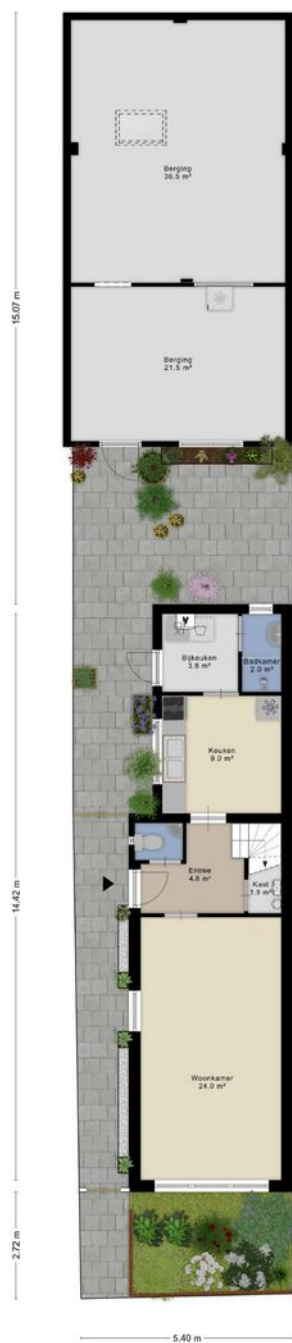 Berging
36.5 m²
15.07 m
Berging
21.5 m²
Bijkeuken
3.8 m²
Badkamer
2.0 m²
Keuken
9.0 m²
14.42 m
Entree
4.8 m²
Kast
1.9 m²
Woonkamer
24.0 m²
2.72 m
5.40 m